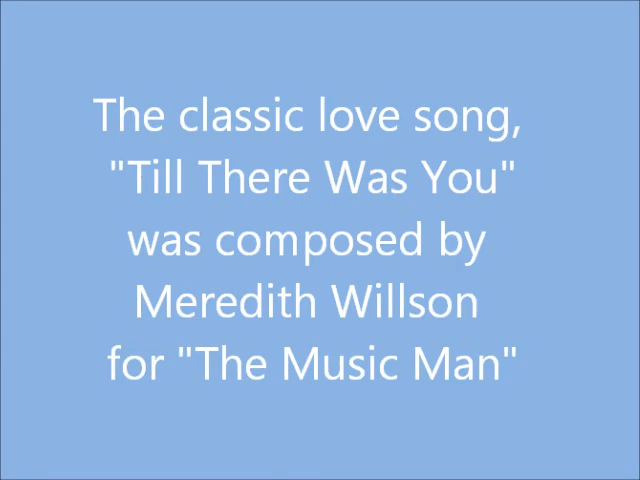 The classic love song,
"Till There Was You"
was composed by
Meredith Willson
for "The Music Man"